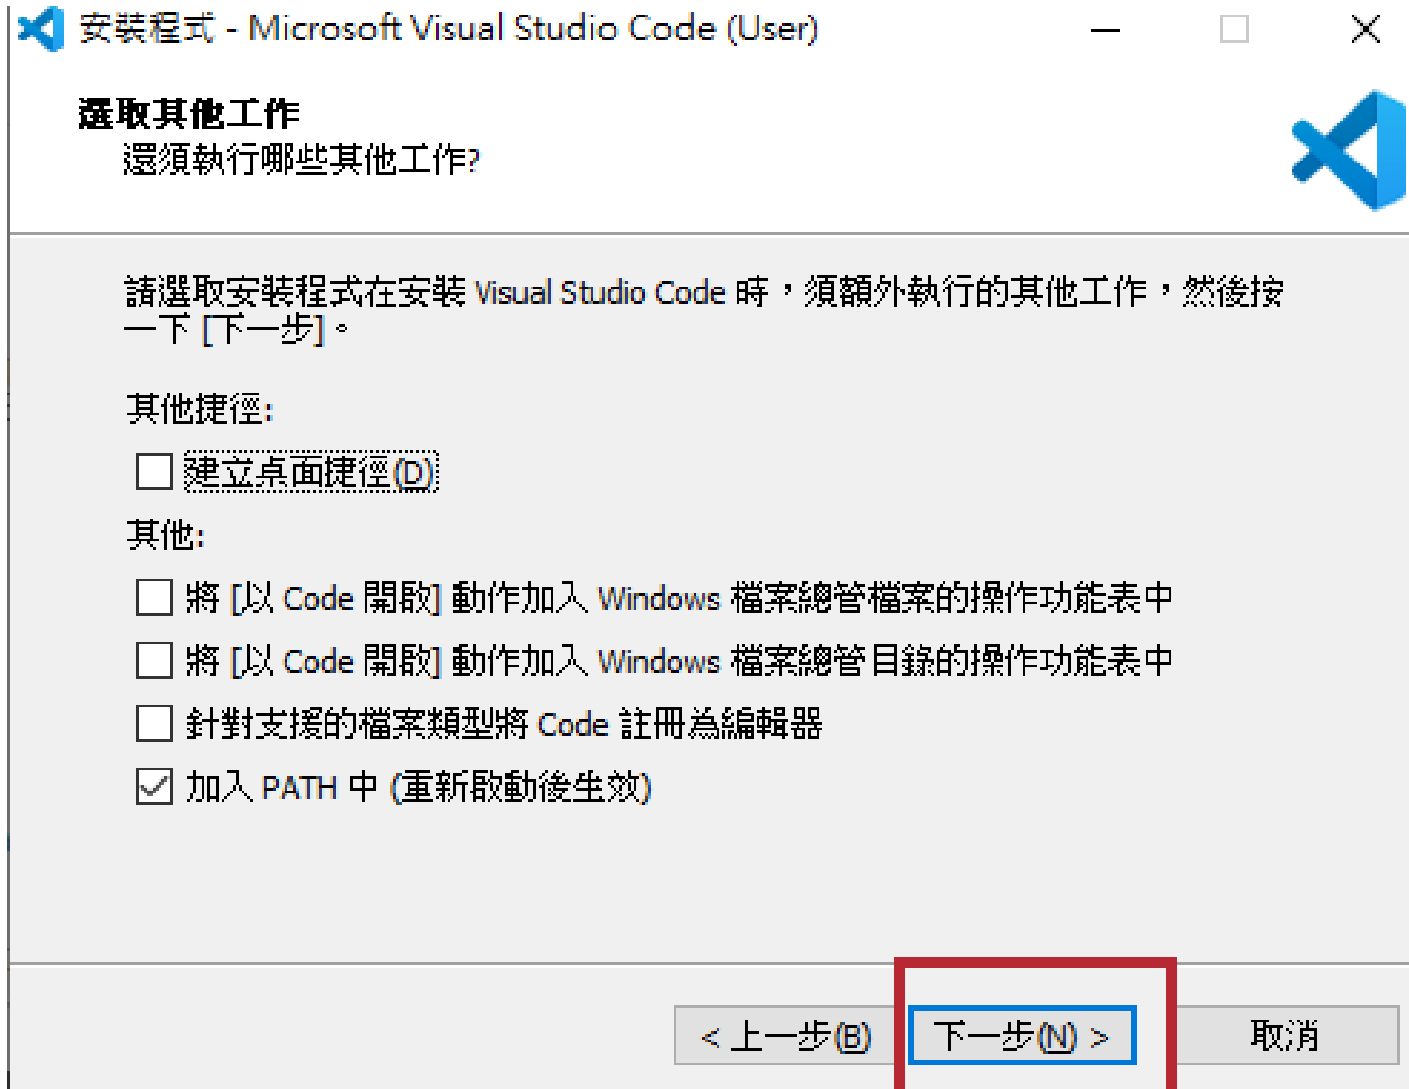 安裝程式 - Microsoft Visual Studio Code (User)
選取其他工作
還須執行哪些其他工作?
請選取安裝程式在安裝 Visual Studio Code 時，須額外執行的其他工作，然後按
一下 [下一步]。
其他捷徑:
建立桌面捷徑(D)
其他:
將 [以 Code 開啟] 動作加入 Windows 檔案總管檔案的操作功能表中
將 [以 Code 開啟] 動作加入 Windows 檔案總管目錄的操作功能表中
針對支援的檔案類型將 Code 註冊為編輯器
加入 PATH 中 (重新啟動後生效)
< 上一步(B) 下一步(N) > 取消